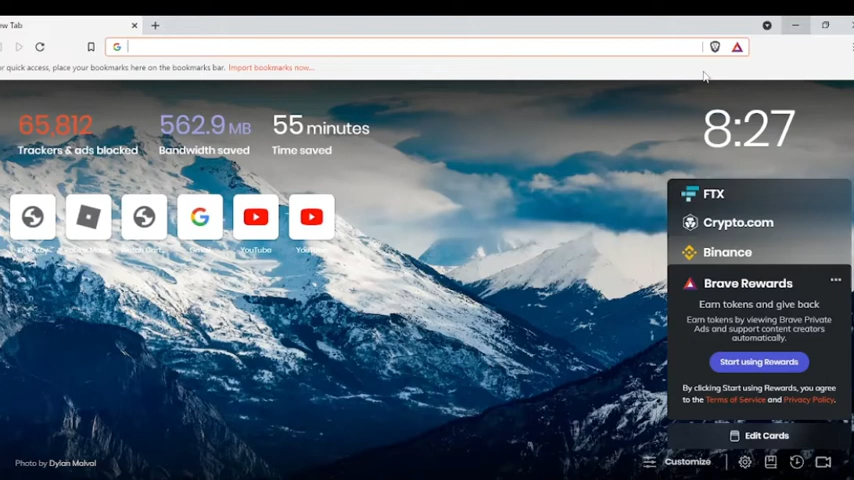 ew Tab
r quick access, place your bookmarks here on the bookmarks bar. Import bookmarks now...
65,812
Trackers & ads blocked
562.9 MB
Bandwidth saved
55 minutes
Time saved
8:27
YouTube
FTX
Crypto.com
Binance
Brave Rewards
Earn tokens and give back
Earn tokens by viewing Brave Private
Ads and support content creators
automatically.
Start using Rewards
By clicking Start using Rewards, you agree
to the Terms of Service and Privacy Policy.
Edit Cards
Photo by Dylan Malval
Customize